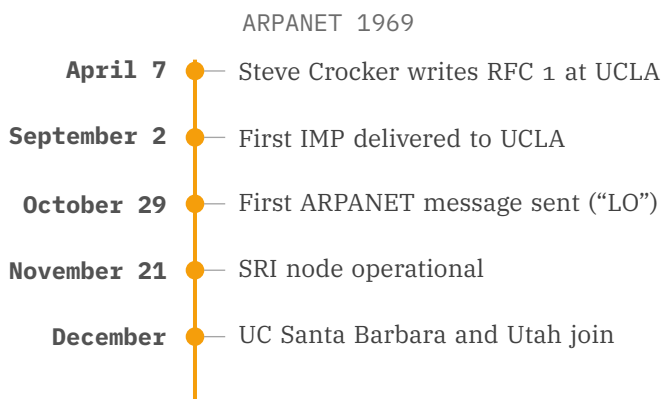 ARPANET 1969
April 7 Steve Crocker writes RFC 1 at UCLA
September 2 First IMP delivered to UCLA
October 29 First ARPANET message sent (“LO”)
November 21 SRI node operational
December UC Santa Barbara and Utah join